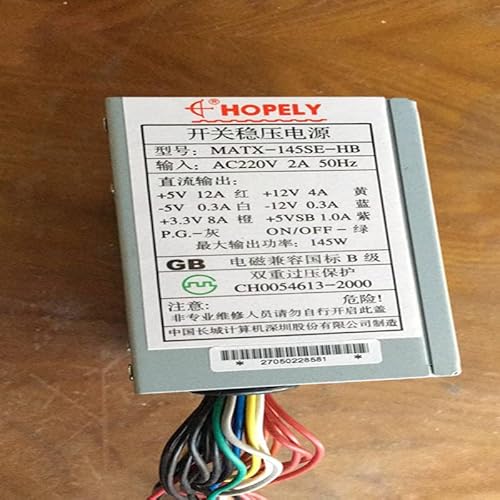 ® HOPELY
开关稳压电源
型号: MATX-145SE-HB
输入: AC220V 2A 50Hz
直流输出:
+5V 12A 红 +12V 4A 黄
-5V 0.3A 白 -12V 0.3A 蓝
+3.3V 8A 橙 +5VSB 1.0A 紫
P.G.-灰 ON/OFF-绿
最大输出功率: 145W
GB 电磁兼容国标 B 级
双重过压保护
CH0054613-2000
注意: 危险!
非专业维修人员请勿自行开启此盖
中国长城计算机深圳股份有限公司制造
* 27050228581 *